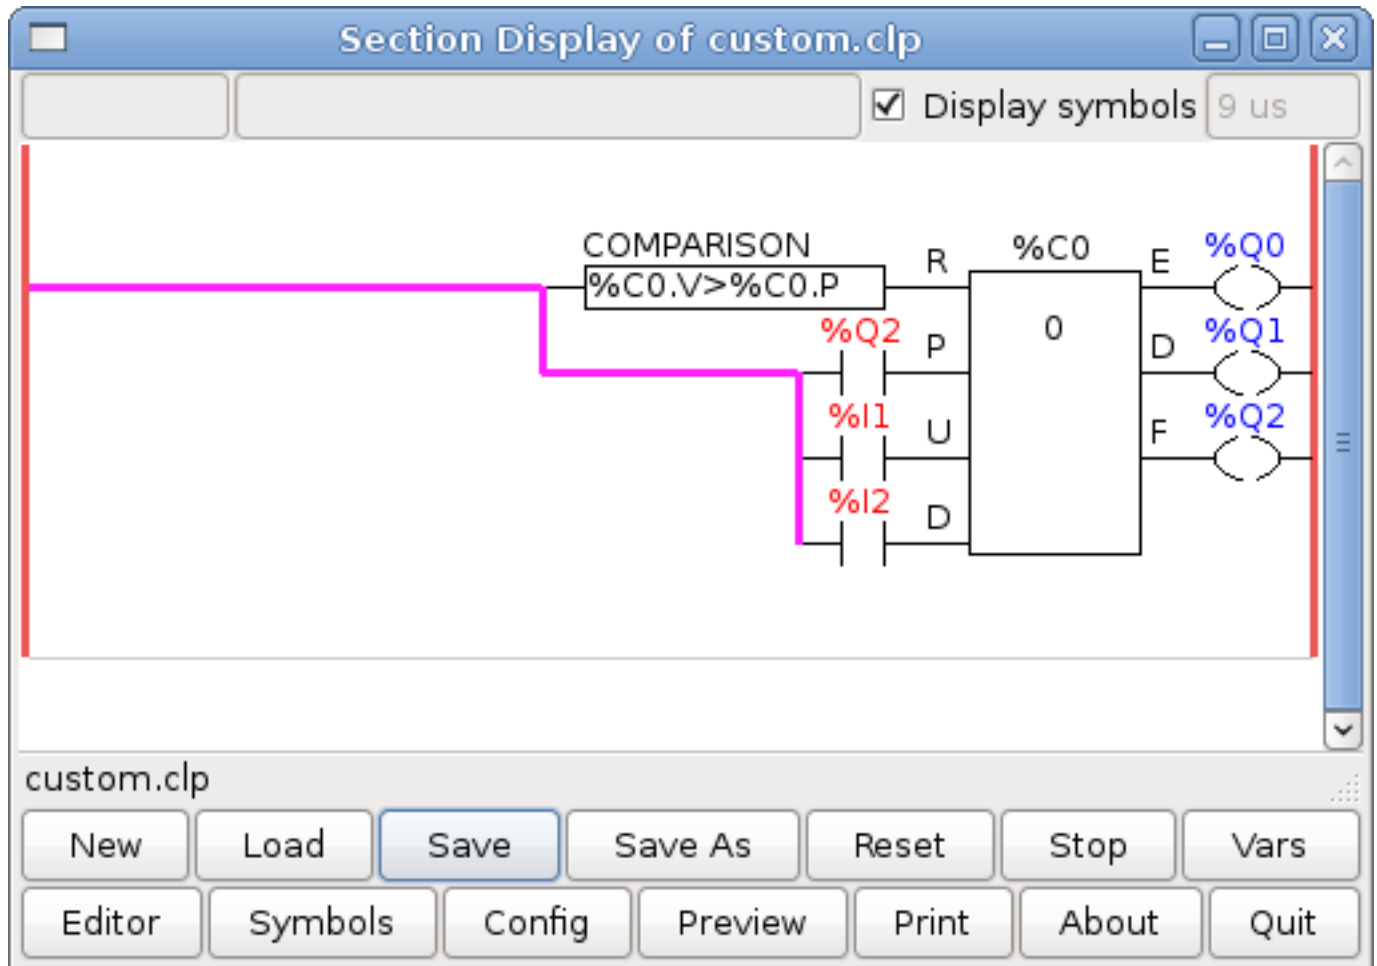 Section Display of custom.clp
Display symbols 9 us
COMPARISON R %C0 E %Q0
%C0.V>%C0.P
%Q2 P 0 D %Q1
%I1 U F %Q2
%I2 D
custom.clp
New Load Save Save As Reset Stop Vars
Editor Symbols Config Preview Print About Quit